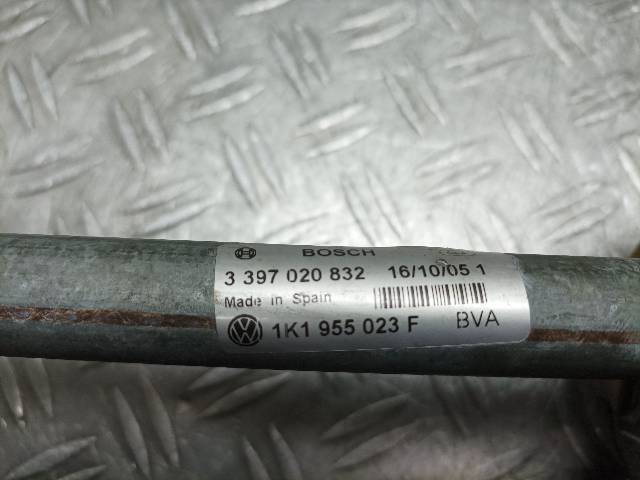 BOSCH
3 397 020 832 16/10/05 1
Made in Spain
1K1 955 023 F BVA